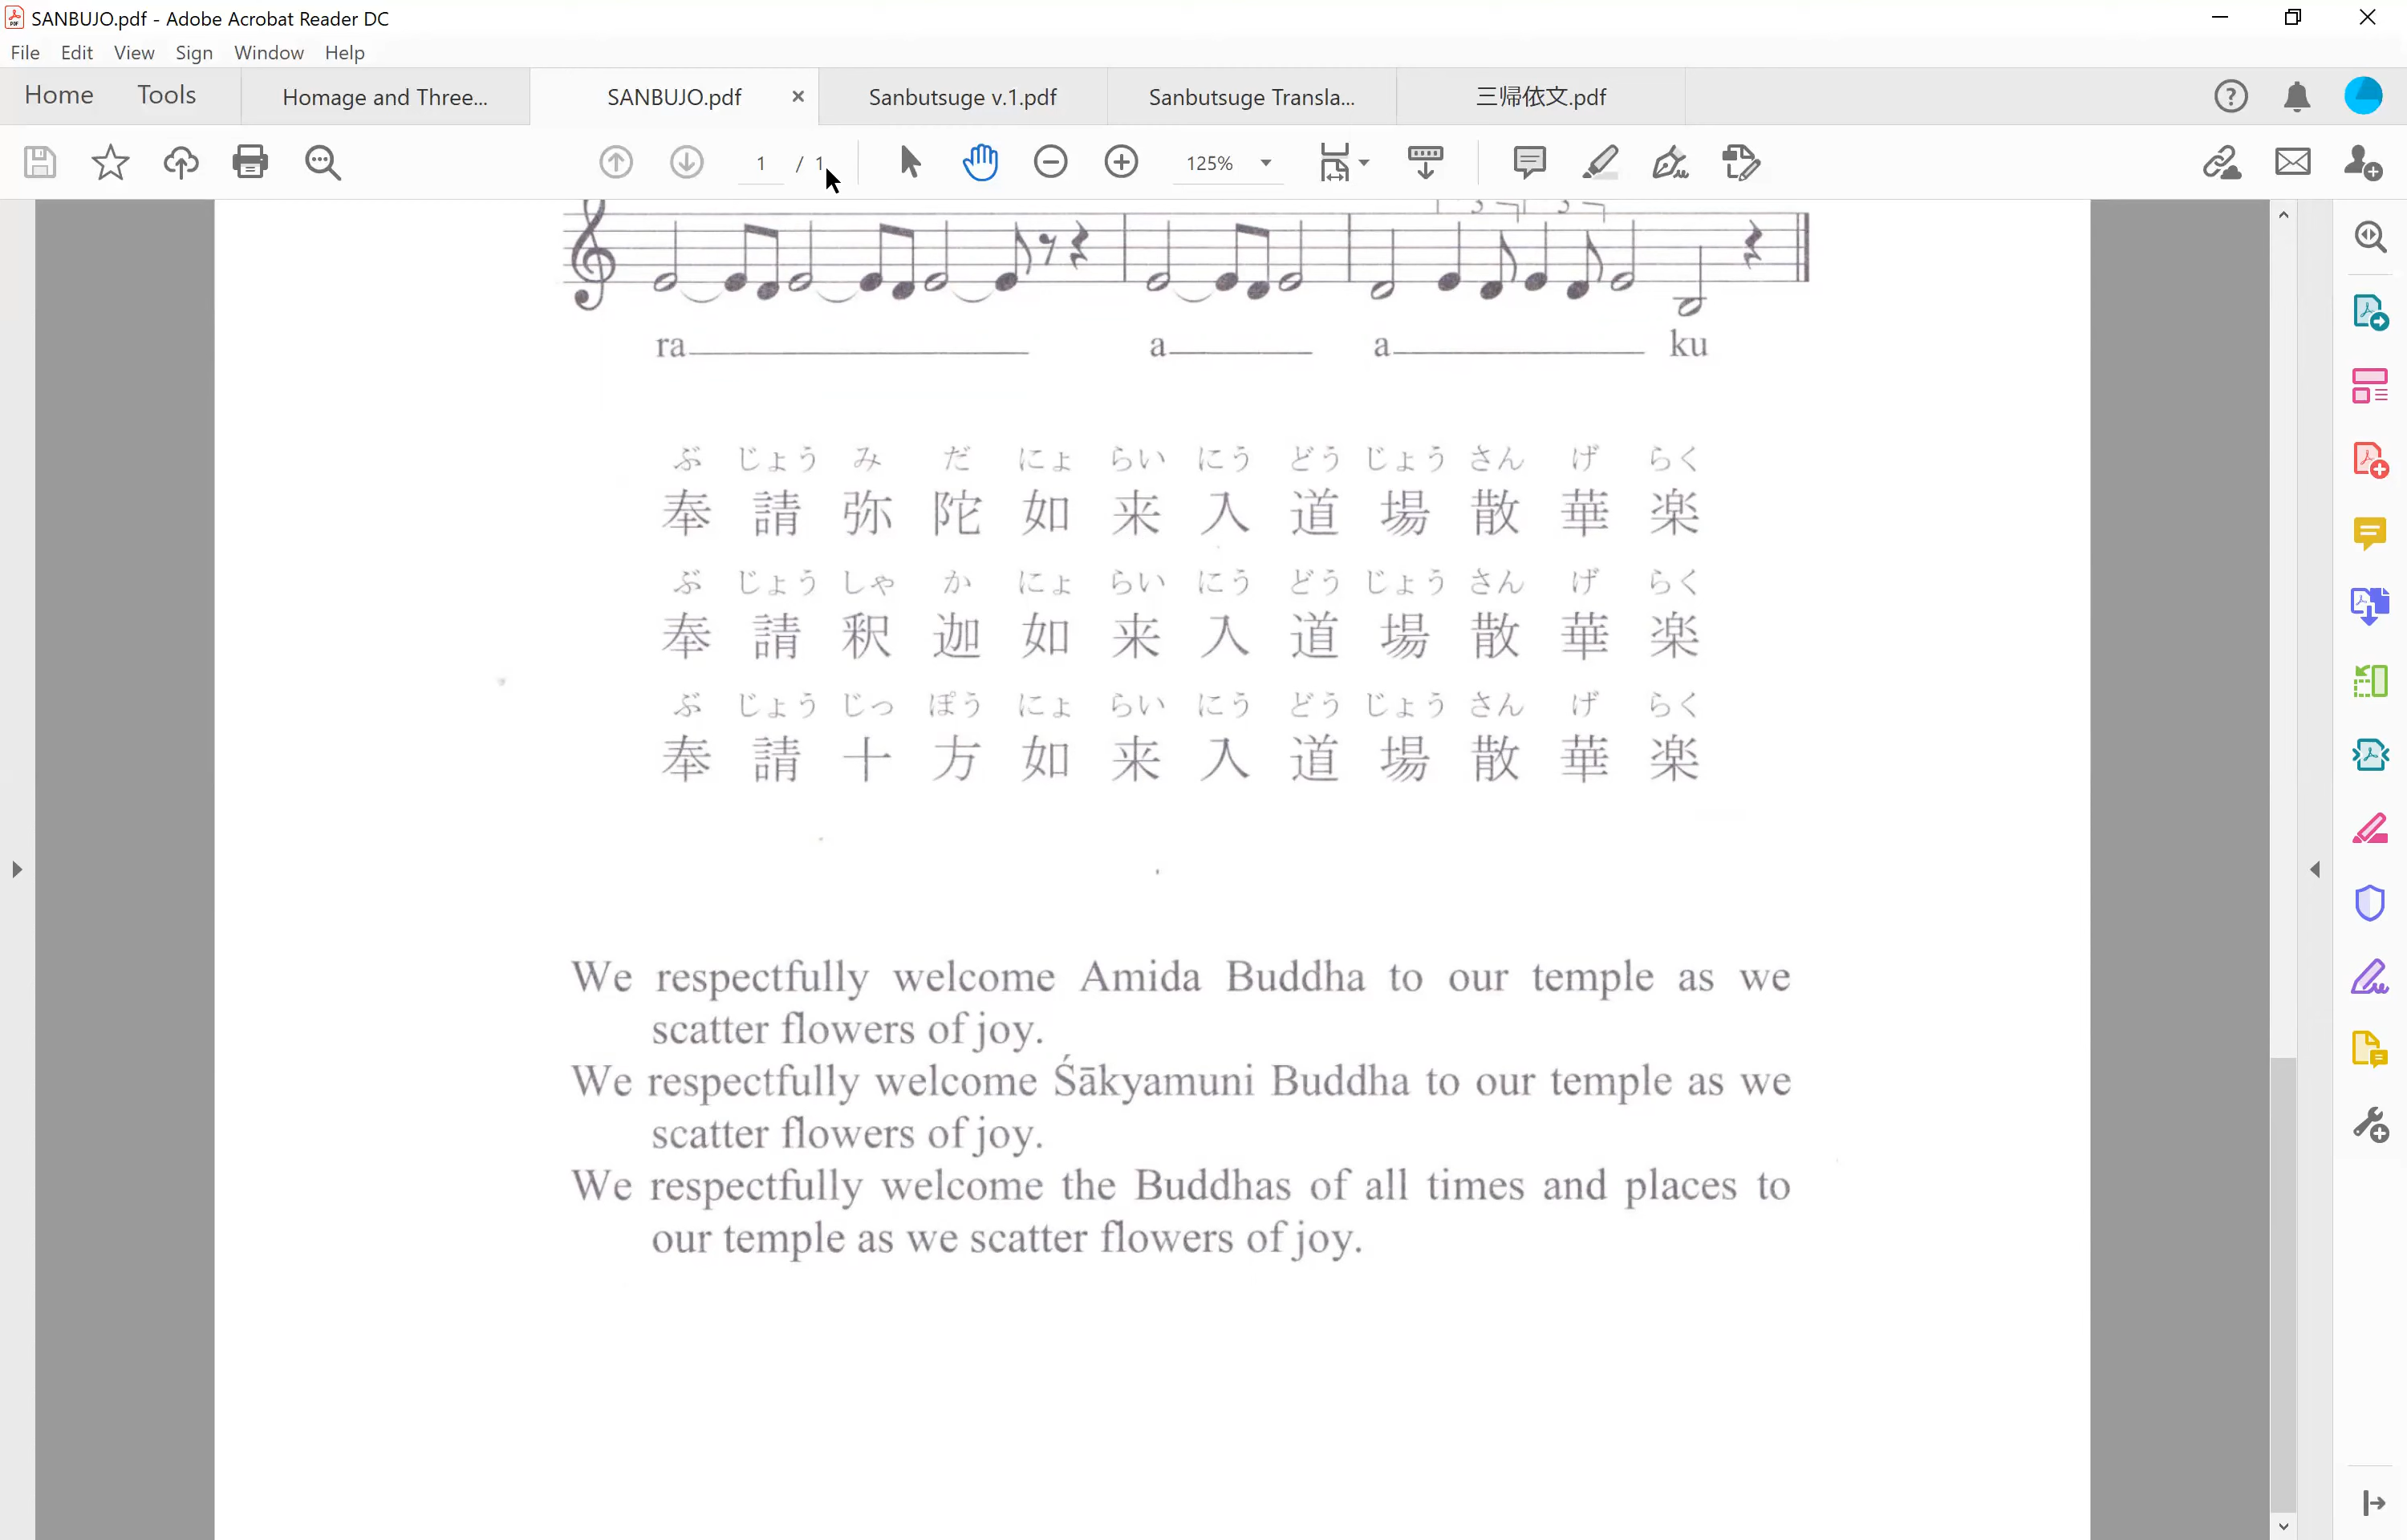 SANBUJO.pdf - Adobe Acrobat Reader DC
File Edit View Sign Window Help
Home Tools Homage and Three... SANBUJO.pdf Sanbutsuge v.1.pdf Sanbutsuge Transla... 三帰依文.pdf
1 / 1 125%
3 3
ra a a ku
ぶ じょう み だ にょ らい にう どう じょう さん げ らく
奉 請 弥 陀 如 来 入 道 場 散 華 楽
ぶ じょう しゃ か にょ らい にう どう じょう さん げ らく
奉 請 釈 迦 如 来 入 道 場 散 華 楽
ぶ じょう じっ ぽう にょ らい にう どう じょう さん げ らく
奉 請 十 方 如 来 入 道 場 散 華 楽
We respectfully welcome Amida Buddha to our temple as we
scatter flowers of joy.
We respectfully welcome Śākyamuni Buddha to our temple as we
scatter flowers of joy.
We respectfully welcome the Buddhas of all times and places to
our temple as we scatter flowers of joy.